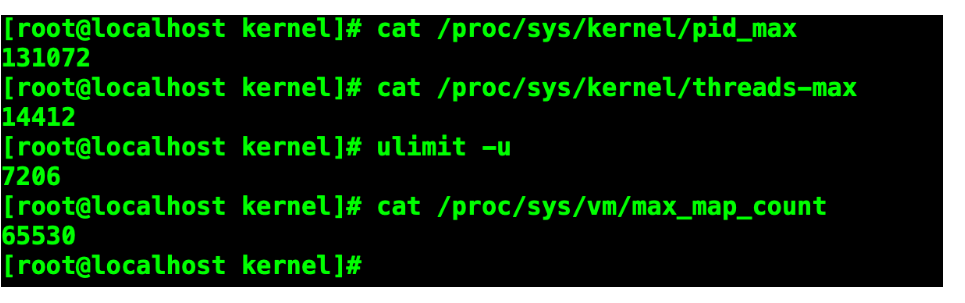 [root@localhost kernel]# cat /proc/sys/kernel/pid_max
131072
[root@localhost kernel]# cat /proc/sys/kernel/threads-max
14412
[root@localhost kernel]# ulimit -u
7206
[root@localhost kernel]# cat /proc/sys/vm/max_map_count
65530
[root@localhost kernel]#